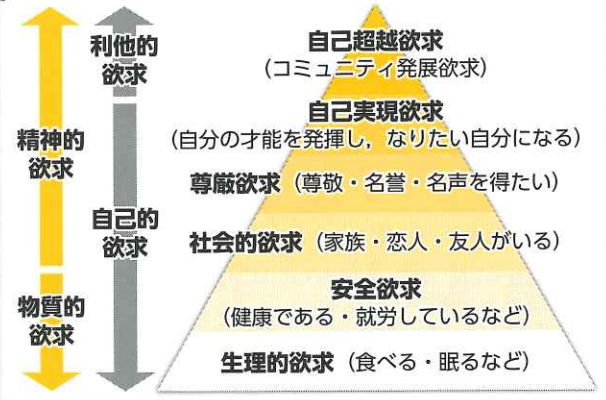 利他的
欲求
精神的
欲求
自己的
欲求
物質的
欲求
自己超越欲求
（コミュニティ発展欲求）
自己実現欲求
（自分の才能を発揮し，なりたい自分になる）
尊厳欲求（尊敬・名誉・名声を得たい）
社会的欲求（家族・恋人・友人がいる）
安全欲求
（健康である・就労しているなど）
生理的欲求（食べる・眠るなど）